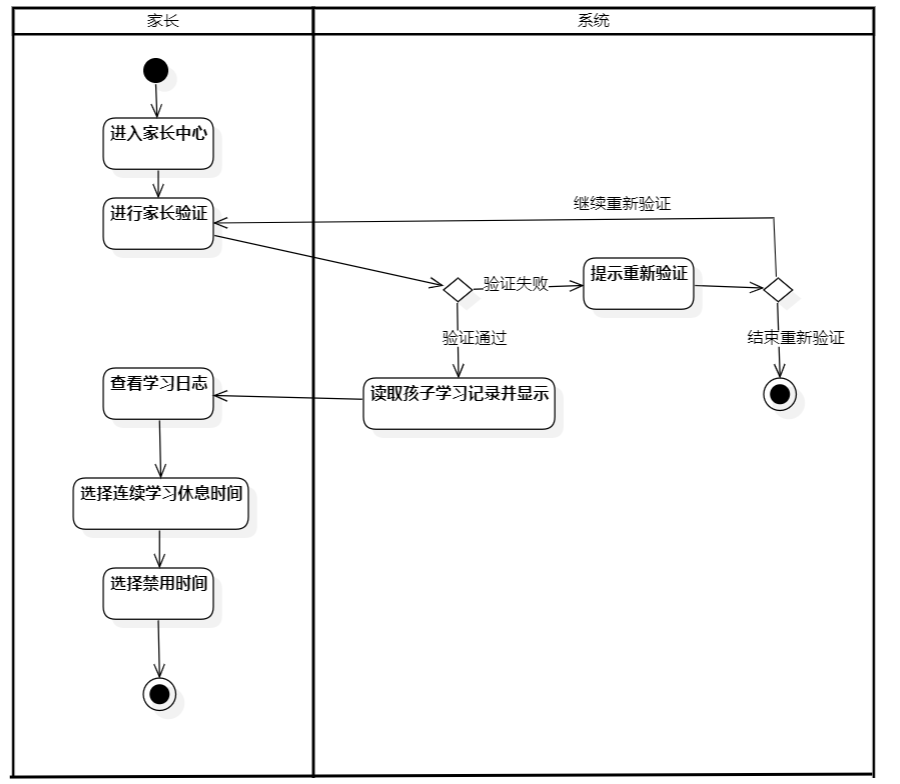 家长
系统
进入家长中心
进行家长验证
继续重新验证
验证失败
提示重新验证
验证通过
结束重新验证
查看学习日志
读取孩子学习记录并显示
选择连续学习休息时间
选择禁用时间